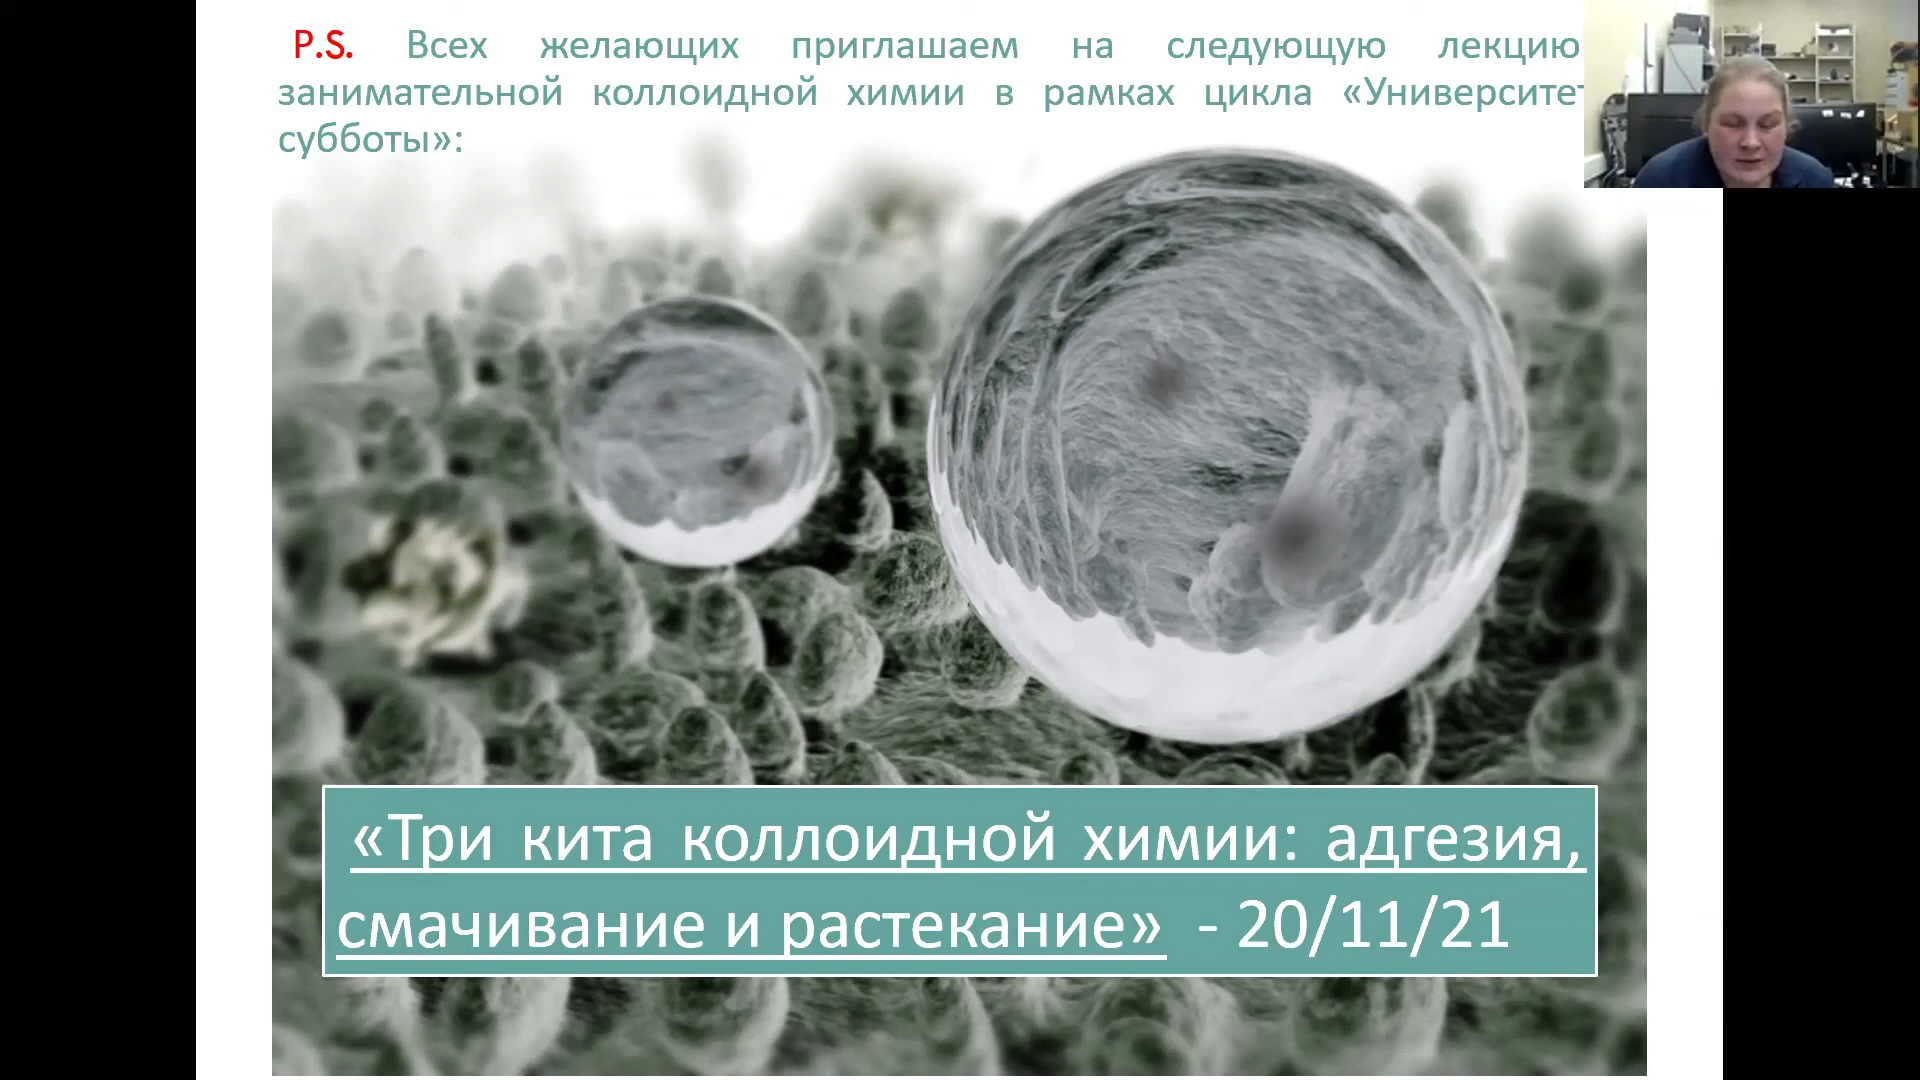 P.S. Всех желающих приглашаем на следующую лекцию
занимательной коллоидной химии в рамках цикла «Университет
субботы»:
«Три кита коллоидной химии: адгезия,
смачивание и растекание» - 20/11/21